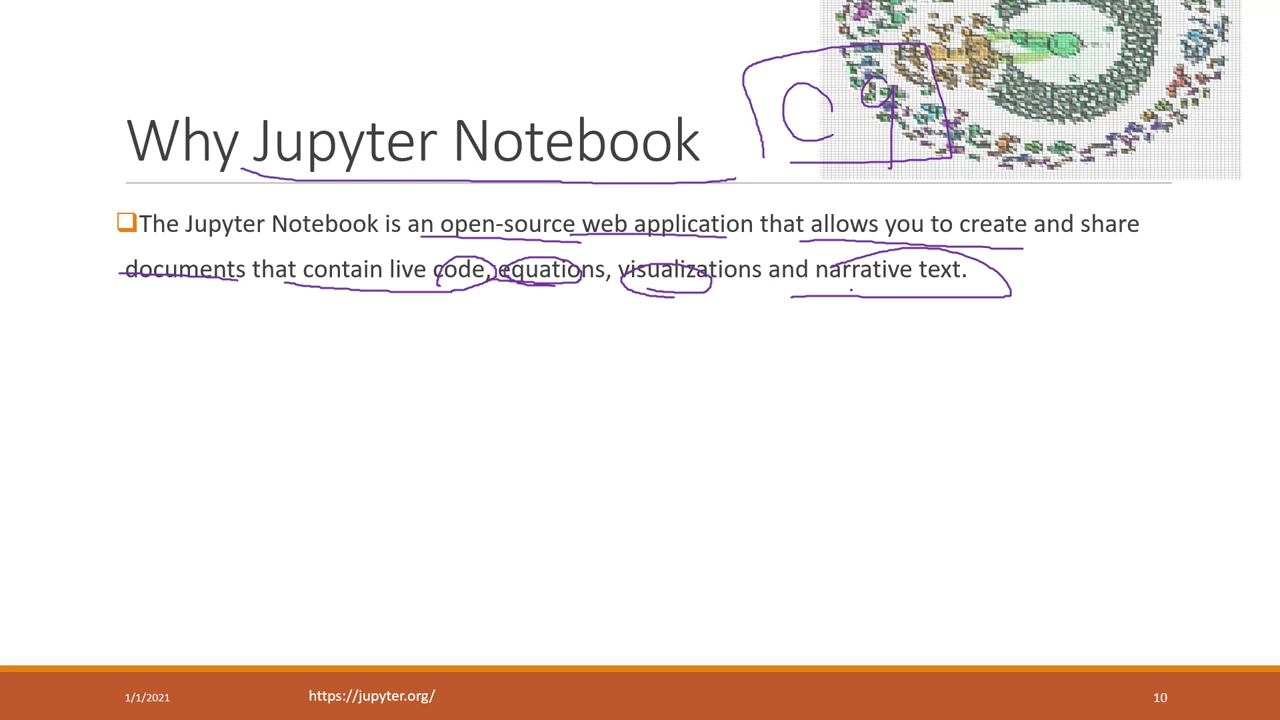 Why Jupyter Notebook
❑The Jupyter Notebook is an open-source web application that allows you to create and share
documents that contain live code, equations, visualizations and narrative text.
1/1/2021
https://jupyter.org/
10